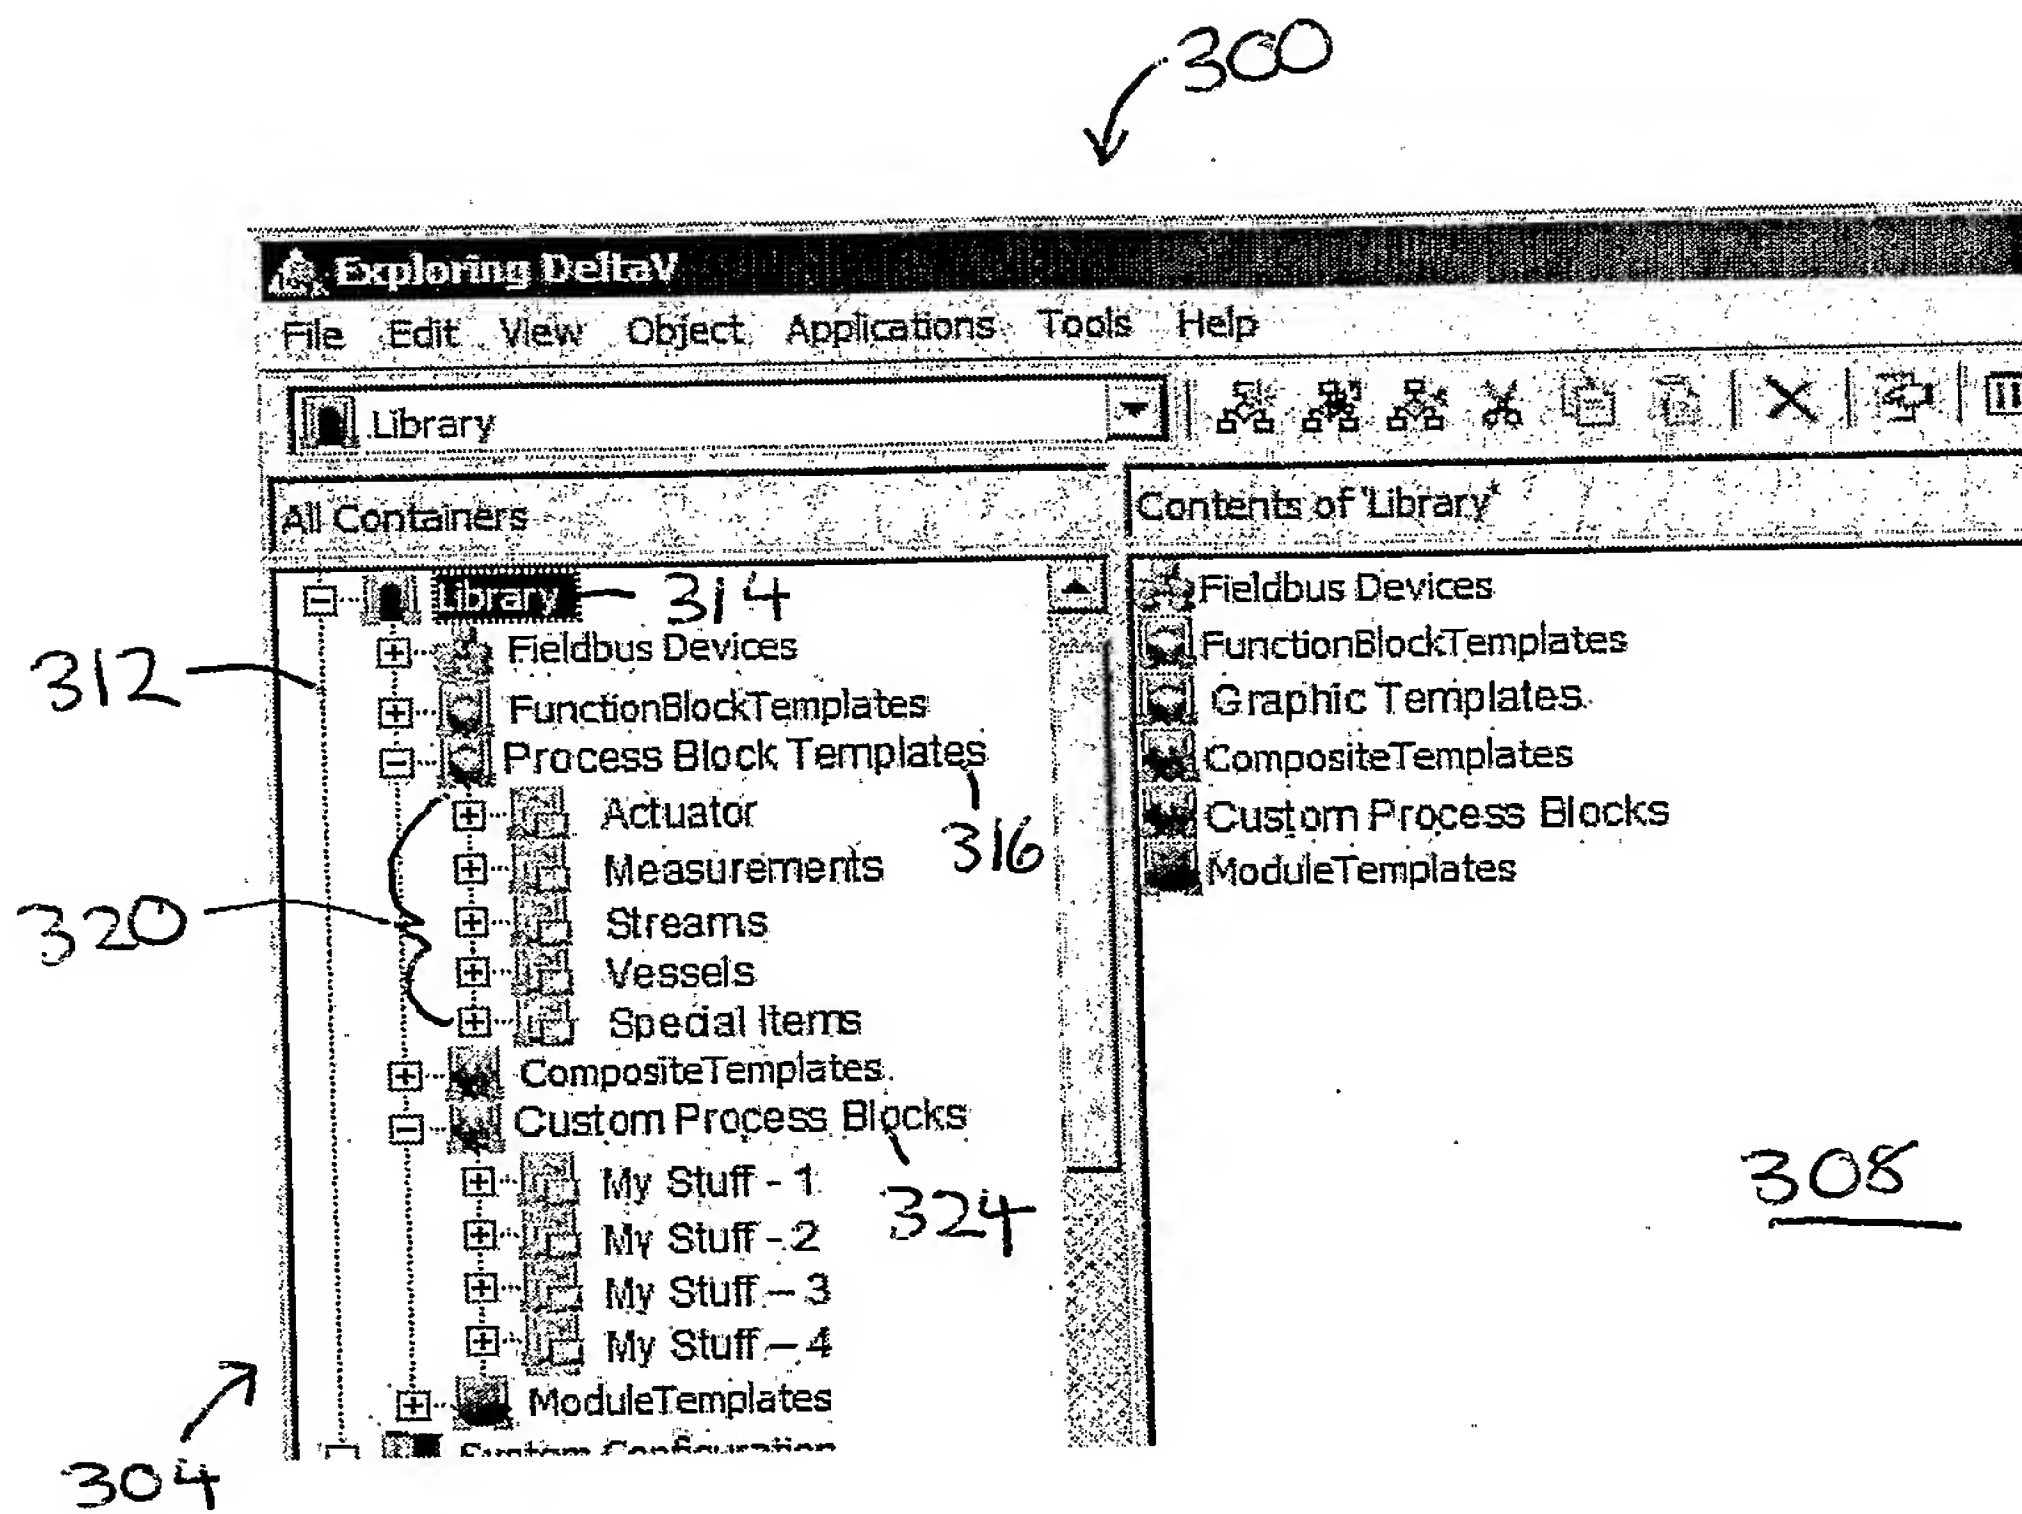 300
Exploring DeltaV
File Edit View Object Applications Tools Help
Library
All Containers
Contents of 'Library'
Library 314
312
Fieldbus Devices
FunctionBlockTemplates
Process Block Templates
316
320
Actuator
Measurements
Streams
Vessels
Special Items
CompositeTemplates
Custom Process Blocks
324
My Stuff - 1
My Stuff - 2
My Stuff – 3
My Stuff – 4
ModuleTemplates
System Configuration
304
Fieldbus Devices
FunctionBlockTemplates
Graphic Templates
CompositeTemplates
Custom Process Blocks
ModuleTemplates
308